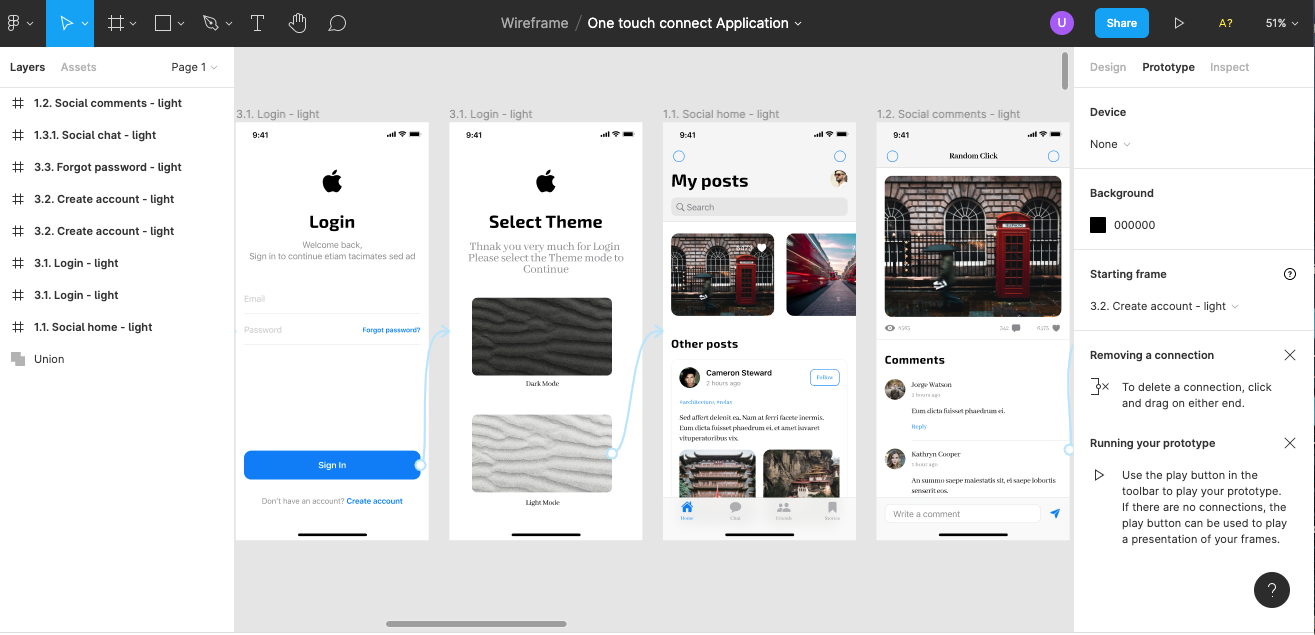 Wireframe / One touch connect Application
U
Share
A?
51%
Layers
Assets
Page 1
1.2. Social comments - light
1.3.1. Social chat - light
3.3. Forgot password - light
3.2. Create account - light
3.2. Create account - light
3.1. Login - light
3.1. Login - light
1.1. Social home - light
Union
3.1. Login - light
9:41
Login
Welcome back,
Sign in to continue etiam tacimates sed ad
Email
Password
Forgot password?
Sign In
Don't have an account? Create account
3.1. Login - light
9:41
Select Theme
Thnak you very much for Login
Please select the Theme mode to
Continue
Dark Mode
Light Mode
1.1. Social home - light
9:41
My posts
Search
Other posts
Cameron Steward
2 hours ago
Follow
#architecture, #relax
Sed affert delenit ea. Nam at ferri facete inermis.
Eum dicta fuisset phaedrum ei, et amet iuvaret
vituperatoribus vix.
Home
Chat
Friends
1.2. Social comments - light
9:41
Random Click
TELEPHONE
Comments
Jorge Watson
2 hours ago
Eum dicta fuisset phaedrum ei.
Reply
Kathryn Cooper
1 hour ago
An summo saepe malestatis sit, ei saepe lobortis
senserit eos.
Write a comment
Design
Prototype
Inspect
Device
None
Background
000000
Starting frame
?
3.2. Create account - light
Removing a connection
To delete a connection, click
and drag on either end.
Running your prototype
Use the play button in the
toolbar to play your prototype.
If there are no connections, the
play button can be used to play
a presentation of your frames.
?